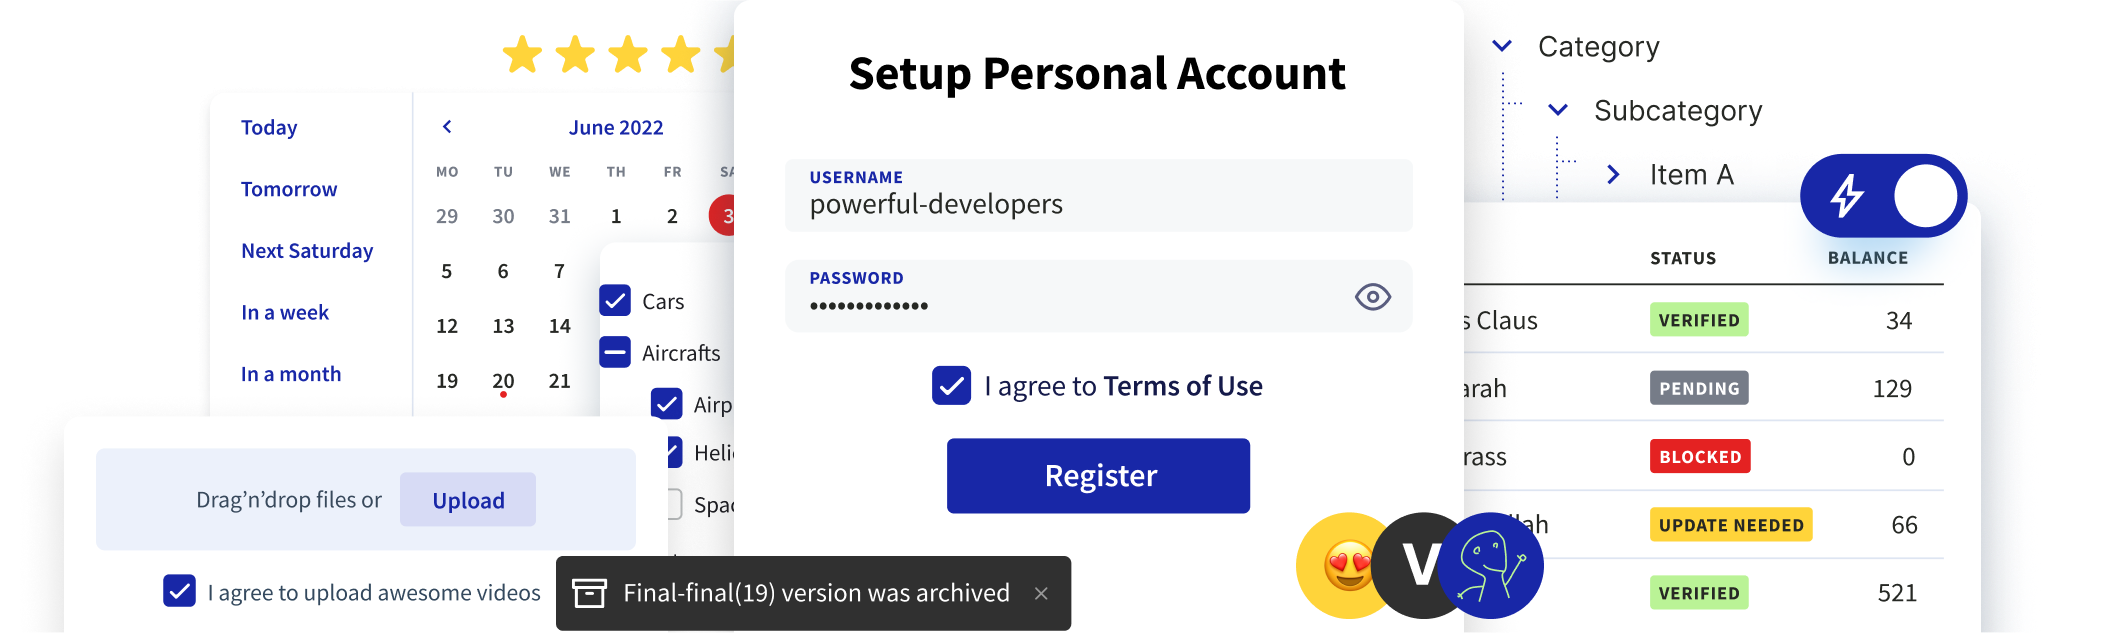 Today
Tomorrow
Next Saturday
In a week
In a month
June 2022
MO TU WE TH FR SA
29 30 31 1 2 3
5 6 7
12 13 14
19 20 21
Cars
Aircrafts
Airp
Heli
Spac
Drag'n'drop files or Upload
I agree to upload awesome videos
Final-final(19) version was archived
Setup Personal Account
USERNAME
powerful-developers
PASSWORD
I agree to Terms of Use
Register
V
Category
Subcategory
Item A
STATUS BALANCE
s Claus VERIFIED 34
arah PENDING 129
rass BLOCKED 0
llah UPDATE NEEDED 66
VERIFIED 521